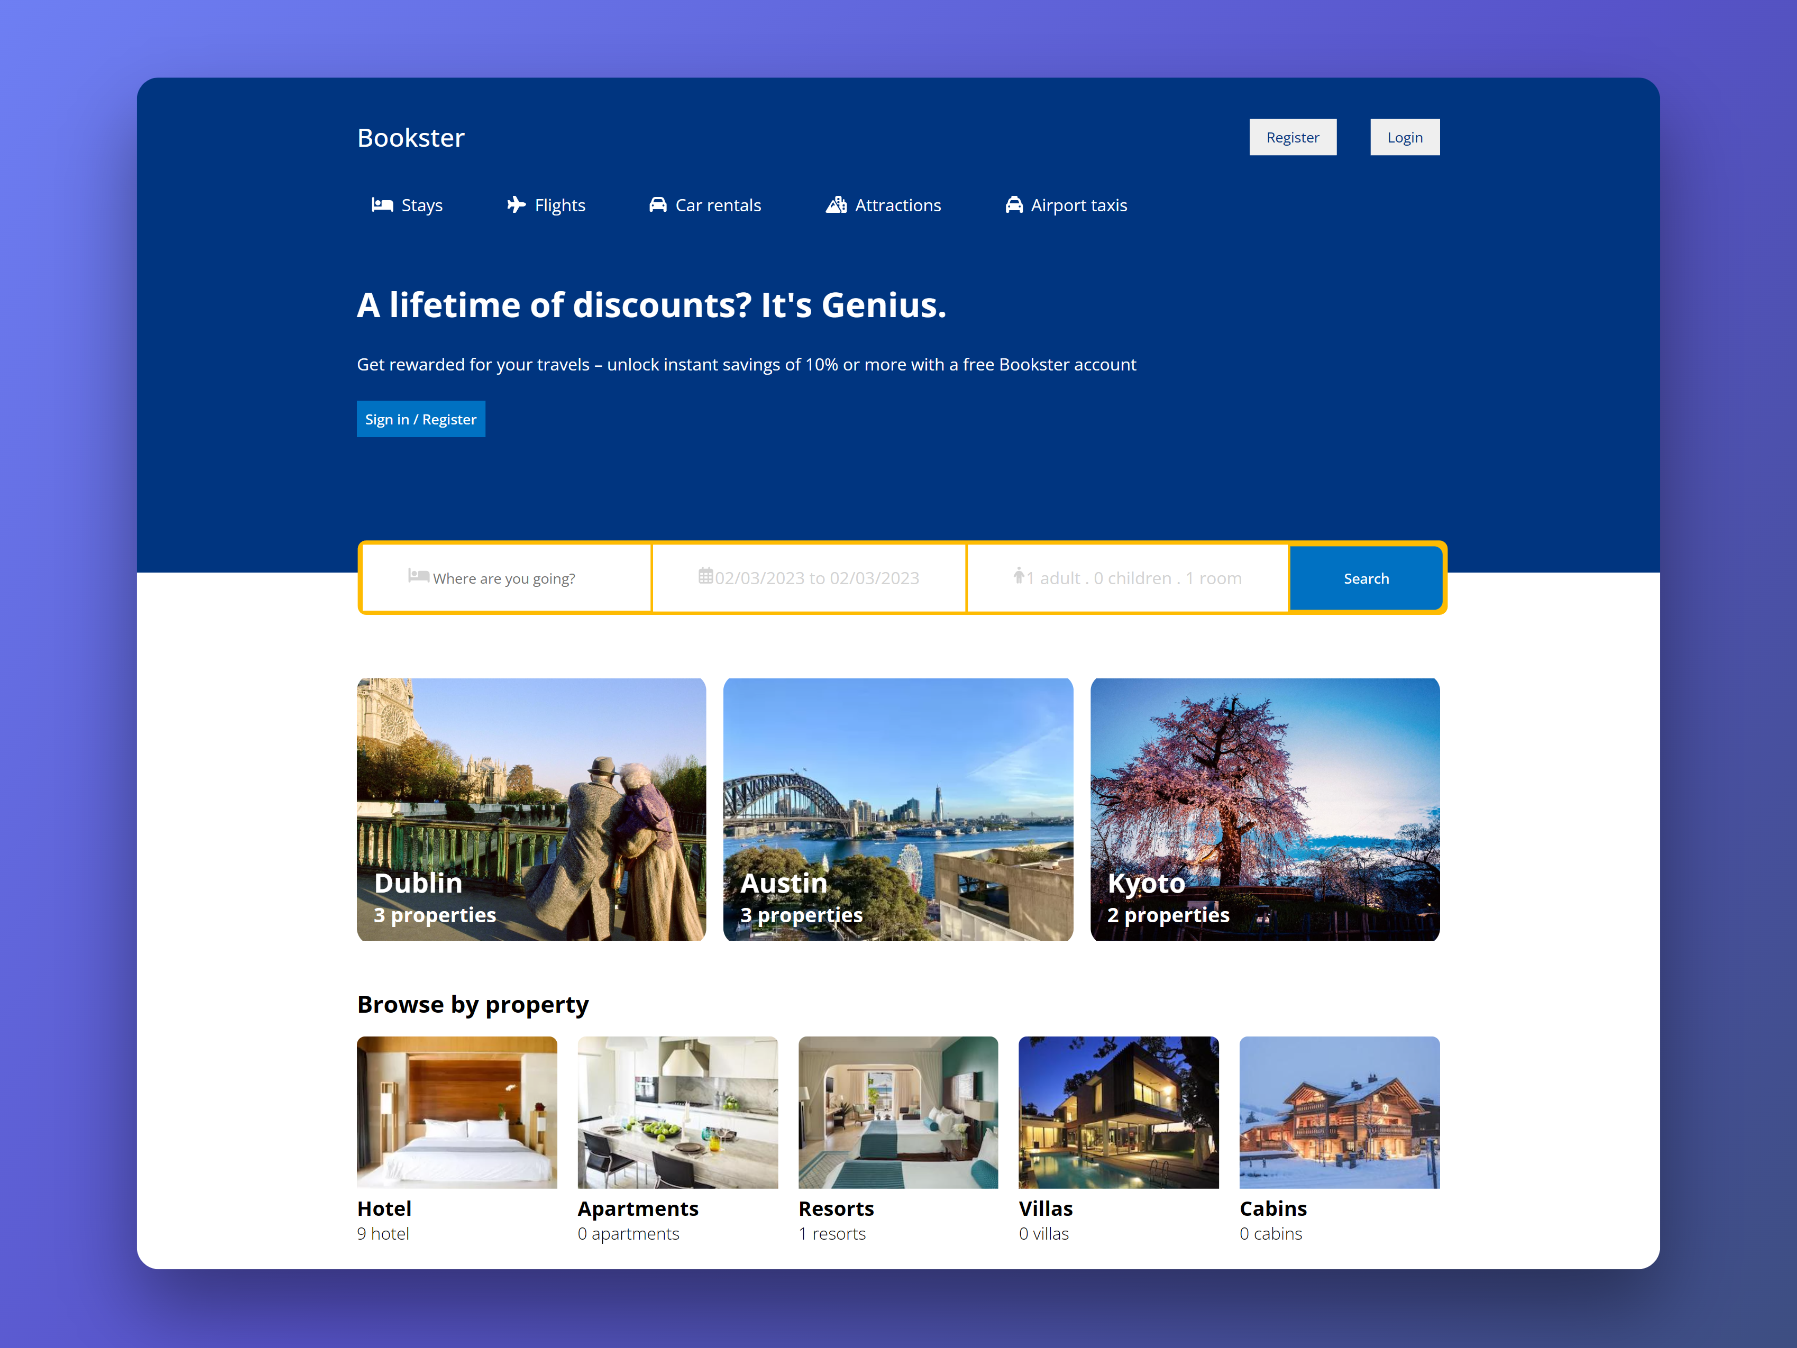 Bookster
Register
Login
Stays
Flights
Car rentals
Attractions
Airport taxis
A lifetime of discounts? It's Genius.
Get rewarded for your travels – unlock instant savings of 10% or more with a free Bookster account
Sign in / Register
Where are you going?
02/03/2023 to 02/03/2023
1 adult . 0 children . 1 room
Search
Dublin
3 properties
Austin
3 properties
Kyoto
2 properties
Browse by property
Hotel
9 hotel
Apartments
0 apartments
Resorts
1 resorts
Villas
0 villas
Cabins
0 cabins